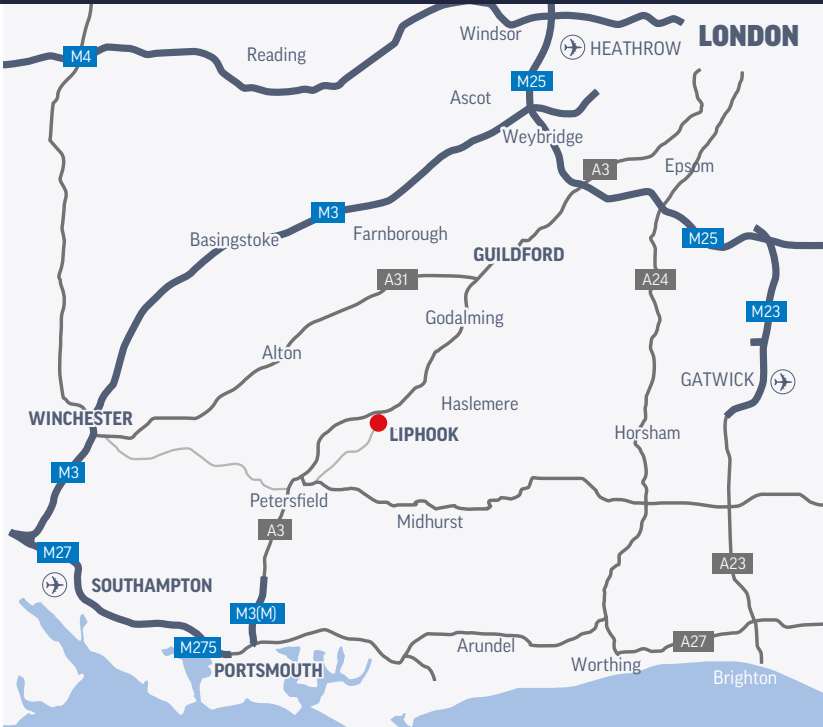 Windsor
LONDON
HEATHROW
M4
Reading
M25
Ascot
Weybridge
A3
Epsom
M3
Basingstoke
Farnborough
M25
GUILDFORD
A31
A24
Godalming
M23
Alton
GATWICK
Haslemere
WINCHESTER
LIPHOOK
Horsham
M3
Petersfield
Midhurst
A3
M27
A23
SOUTHAMPTON
M3(M)
M275
Arundel
A27
PORTSMOUTH
Worthing
Brighton